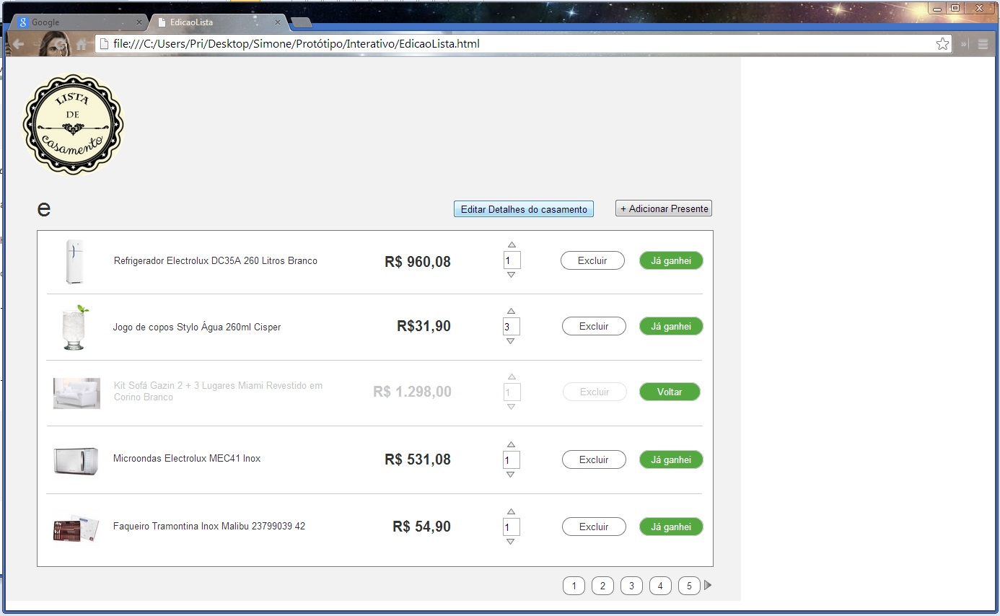 Google
EdicaoLista
file:///C:/Users/Pri/Desktop/Simone/Protótipo/Interativo/EdicaoLista.html
LISTA
DE
casamento
e
Editar Detalhes do casamento
+ Adicionar Presente
Refrigerador Electrolux DC35A 260 Litros Branco
R$ 960,08
1
Excluir
Já ganhei
Jogo de copos Stylo Água 260ml Cisper
R$31,90
3
Excluir
Já ganhei
Kit Sofá Gazin 2 + 3 Lugares Miami Revestido em
Corino Branco
R$ 1.298,00
1
Excluir
Voltar
Microondas Electrolux MEC41 Inox
R$ 531,08
1
Excluir
Já ganhei
Faqueiro Tramontina Inox Malibu 23799039 42
R$ 54,90
1
Excluir
Já ganhei
1 2 3 4 5